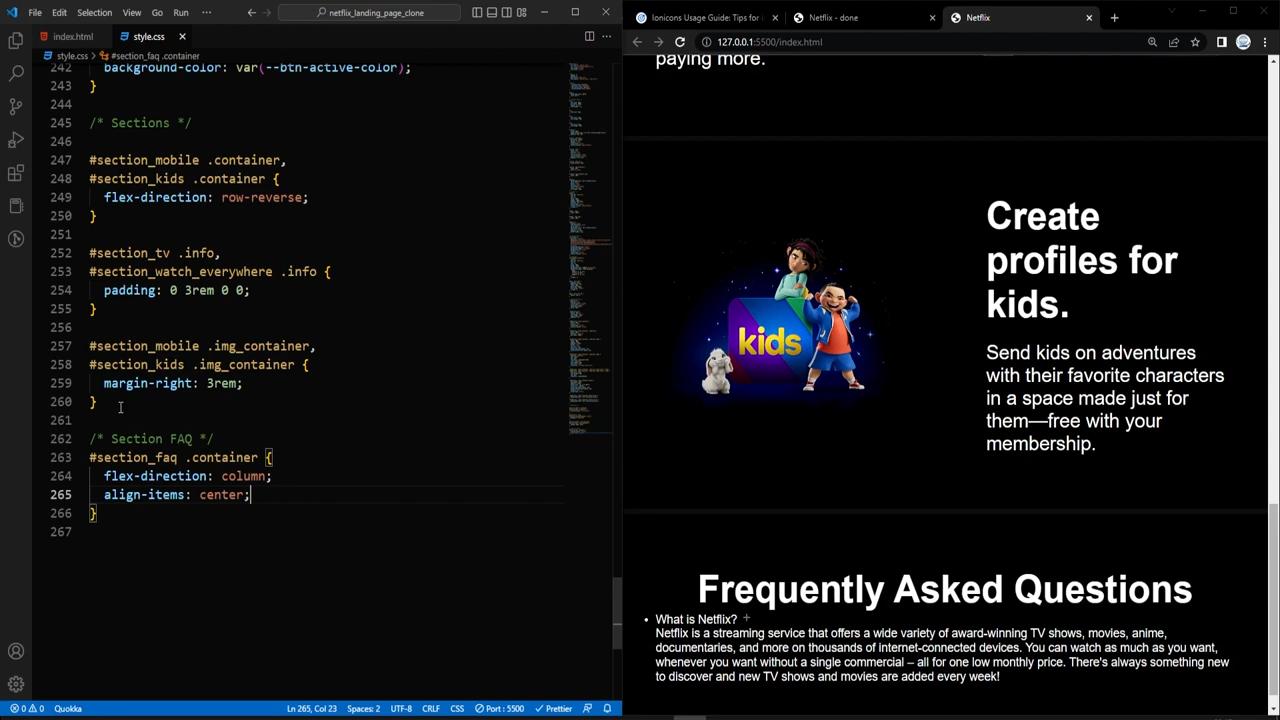 File Edit Selection View Go Run ···
netflix_landing_page_clone
index.html
style.css
style.css > #section_faq .container
242 background-color: var(--btn-active-color);
243 }
244
245 /* Sections */
246
247 #section_mobile .container,
248 #section_kids .container {
249 flex-direction: row-reverse;
250 }
251
252 #section_tv .info,
253 #section_watch_everywhere .info {
254 padding: 0 3rem 0 0;
255 }
256
257 #section_mobile .img_container,
258 #section_kids .img_container {
259 margin-right: 3rem;
260 }
261
262 /* Section FAQ */
263 #section_faq .container {
264 flex-direction: column;
265 align-items: center;
266 }
267
0 0 Quokka
Ln 265, Col 23 Spaces: 2 UTF-8 CRLF CSS Port : 5500 Prettier
Ionicons Usage Guide: Tips for
Netflix - done
Netflix
127.0.0.1:5500/index.html
paying more.
kids
Create
profiles for
kids.
Send kids on adventures
with their favorite characters
in a space made just for
them—free with your
membership.
Frequently Asked Questions
• What is Netflix? +
Netflix is a streaming service that offers a wide variety of award-winning TV shows, movies, anime,
documentaries, and more on thousands of internet-connected devices. You can watch as much as you want,
whenever you want without a single commercial – all for one low monthly price. There's always something new
to discover and new TV shows and movies are added every week!